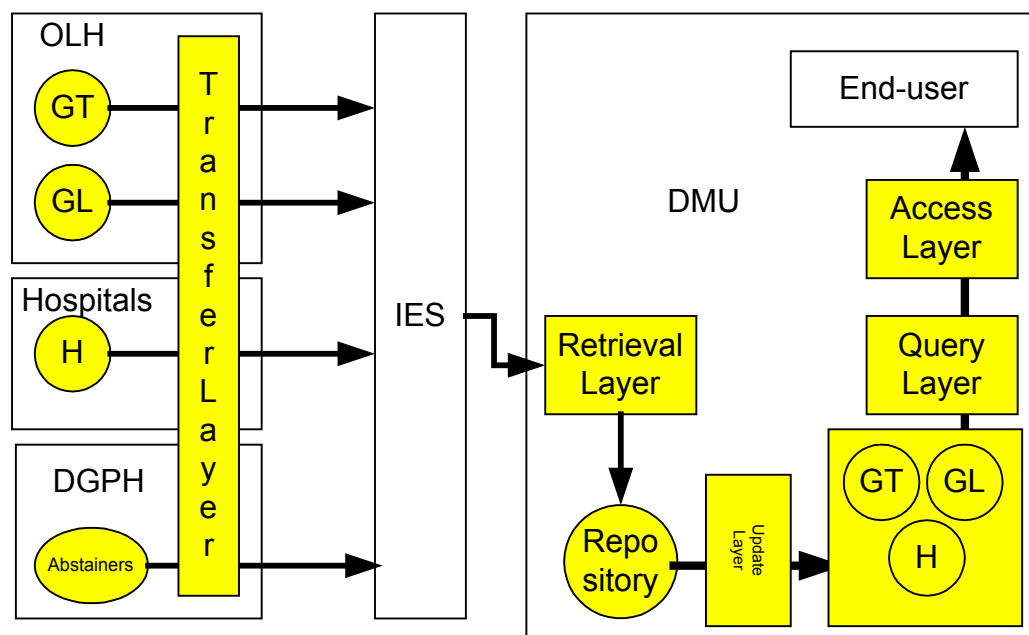 OLH
GT
GL
Hospitals
H
DGPH
Abstainers
T
r
a
n
s
f
e
r
L
a
y
e
r
IES
DMU
End-user
Access
Layer
Query
Layer
Retrieval
Layer
Repo
sitory
Update
Layer
GT
GL
H